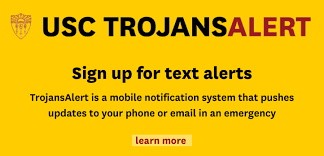 USC TROJANSALERT
Sign up for text alerts
TrojansAlert is a mobile notification system that pushes
updates to your phone or email in an emergency
learn more